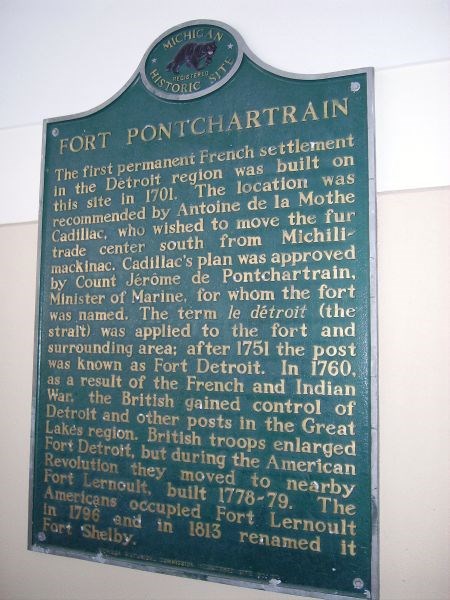 MICHIGAN
REGISTERED
HISTORIC SITE
FORT PONTCHARTRAIN
The first permanent French settlement
in the Detroit region was built on
this site in 1701. The location was
recommended by Antoine de la Mothe
Cadillac, who wished to move the fur
trade center south from Michili-
mackinac. Cadillac's plan was approved
by Count Jérôme de Pontchartrain,
Minister of Marine, for whom the fort
was named. The term le détroit (the
strait) was applied to the fort and
surrounding area; after 1751 the post
was known as Fort Detroit. In 1760,
as a result of the French and Indian
War, the British gained control of
Detroit and other posts in the Great
Lakes region. British troops enlarged
Fort Detroit, but during the American
Revolution they moved to nearby
Fort Lernoult, built 1778-79. The
Americans occupied Fort Lernoult
in 1796 and in 1813 renamed it
Fort Shelby.